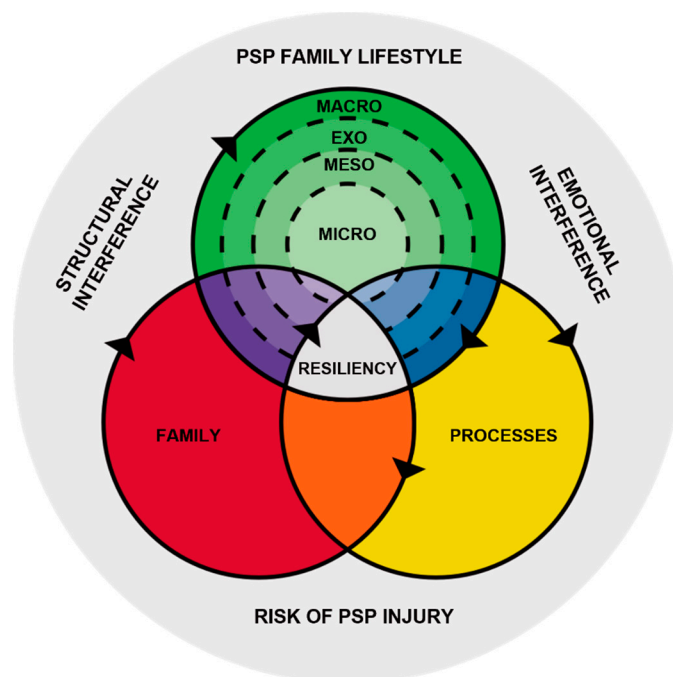 PSP FAMILY LIFESTYLE
MACRO
EXO
MESO
MICRO
STRUCTURAL
INTERFERENCE
EMOTIONAL
INTERFERENCE
RESILIENCY
FAMILY
PROCESSES
RISK OF PSP INJURY